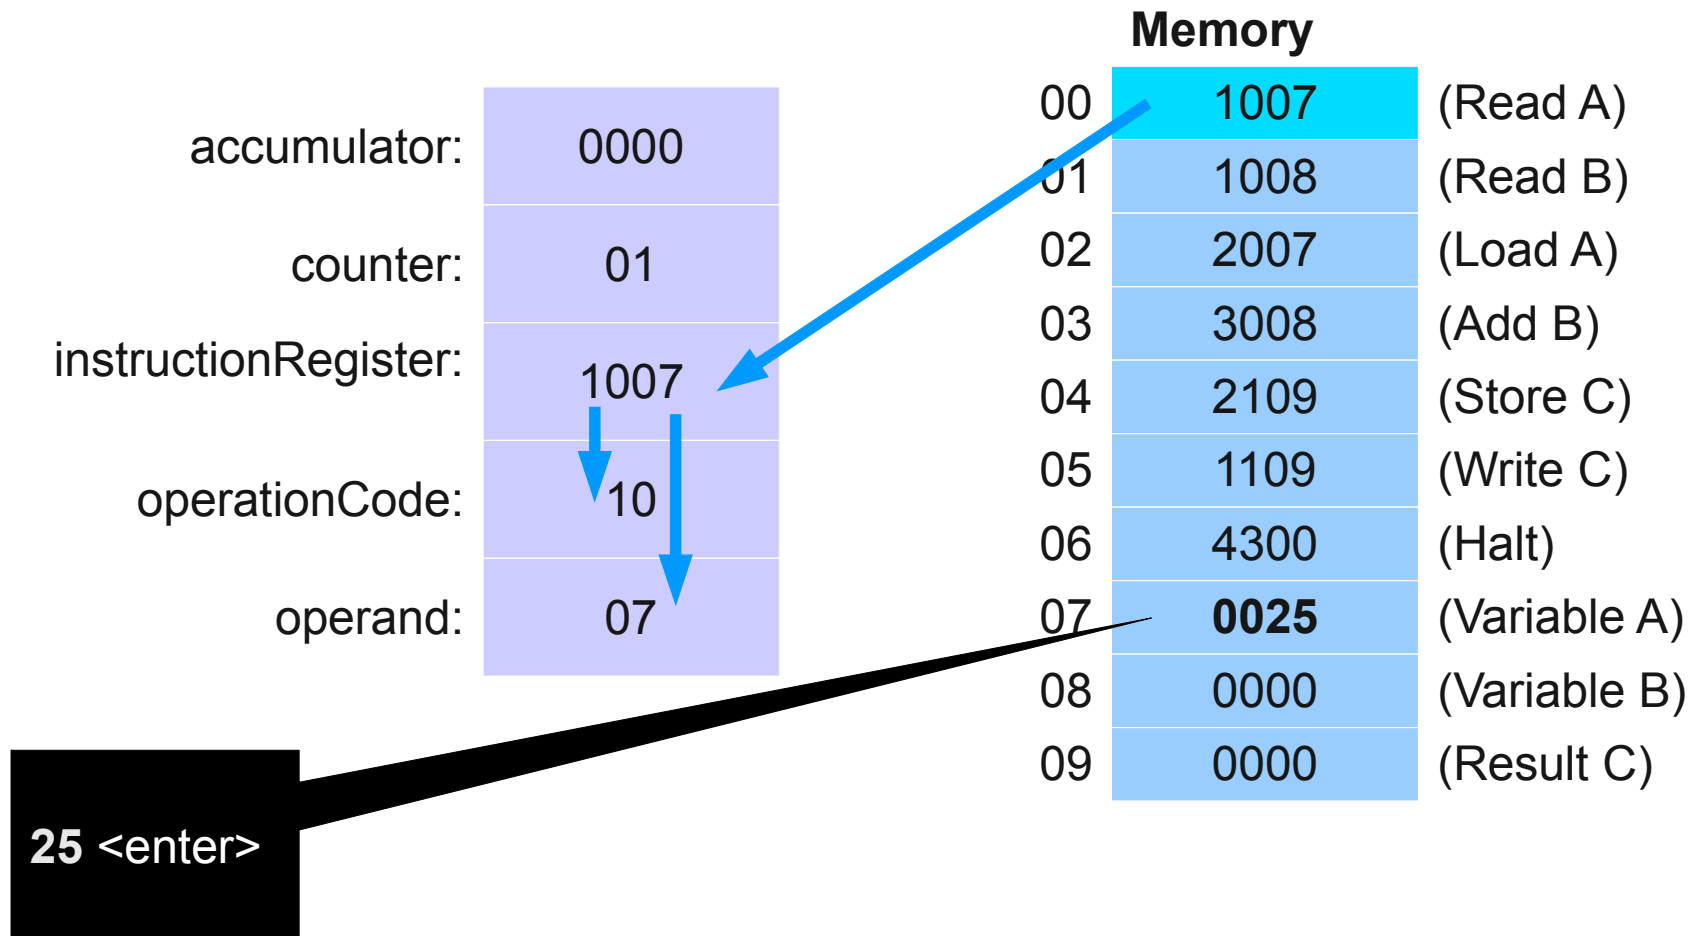 Memory
accumulator: 0000
counter: 01
instructionRegister: 1007
operationCode: 10
operand: 07
00 1007 (Read A)
01 1008 (Read B)
02 2007 (Load A)
03 3008 (Add B)
04 2109 (Store C)
05 1109 (Write C)
06 4300 (Halt)
07 0025 (Variable A)
08 0000 (Variable B)
09 0000 (Result C)
25 <enter>